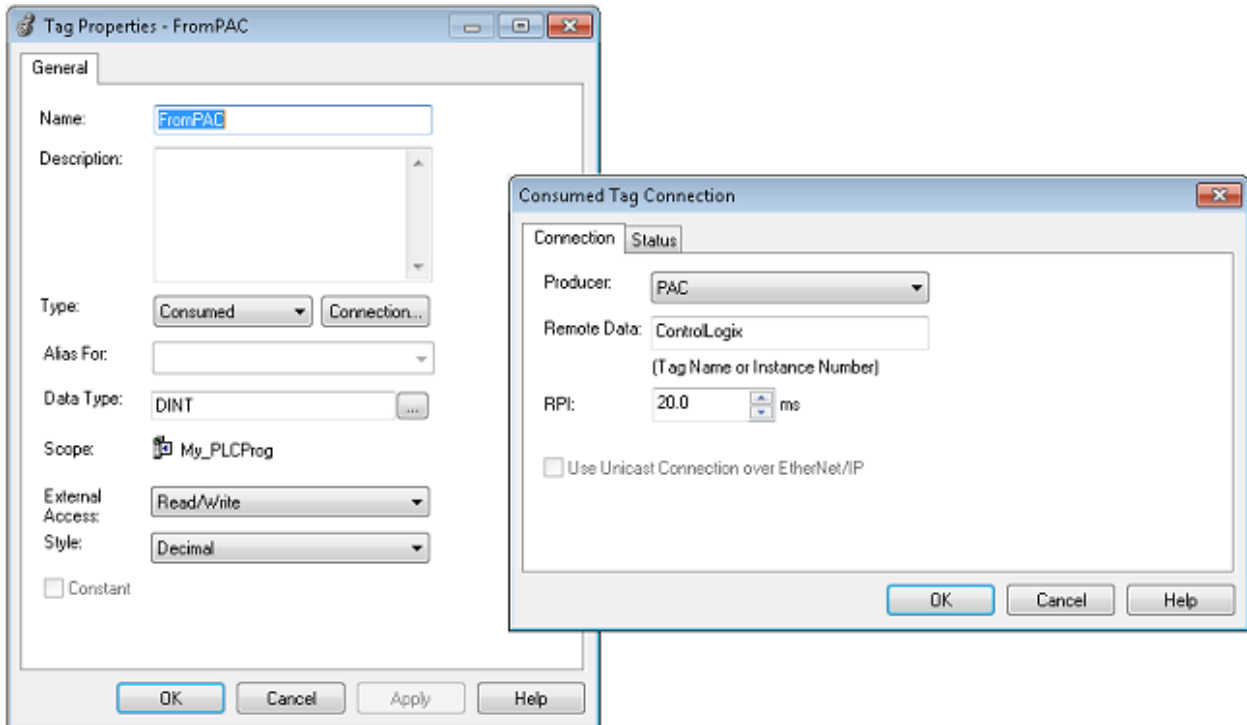 Tag Properties - FromPAC
General
Name: FromPAC
Description:
Type: Consumed Connection...
Alias For:
Data Type: DINT ...
Scope: My_PLCProg
External
Access: Read/Write
Style: Decimal
Constant
OK Cancel Apply Help
Consumed Tag Connection
Connection Status
Producer: PAC
Remote Data: ControlLogix
(Tag Name or Instance Number)
RPI: 20.0 ms
Use Unicast Connection over EtherNet/IP
OK Cancel Help